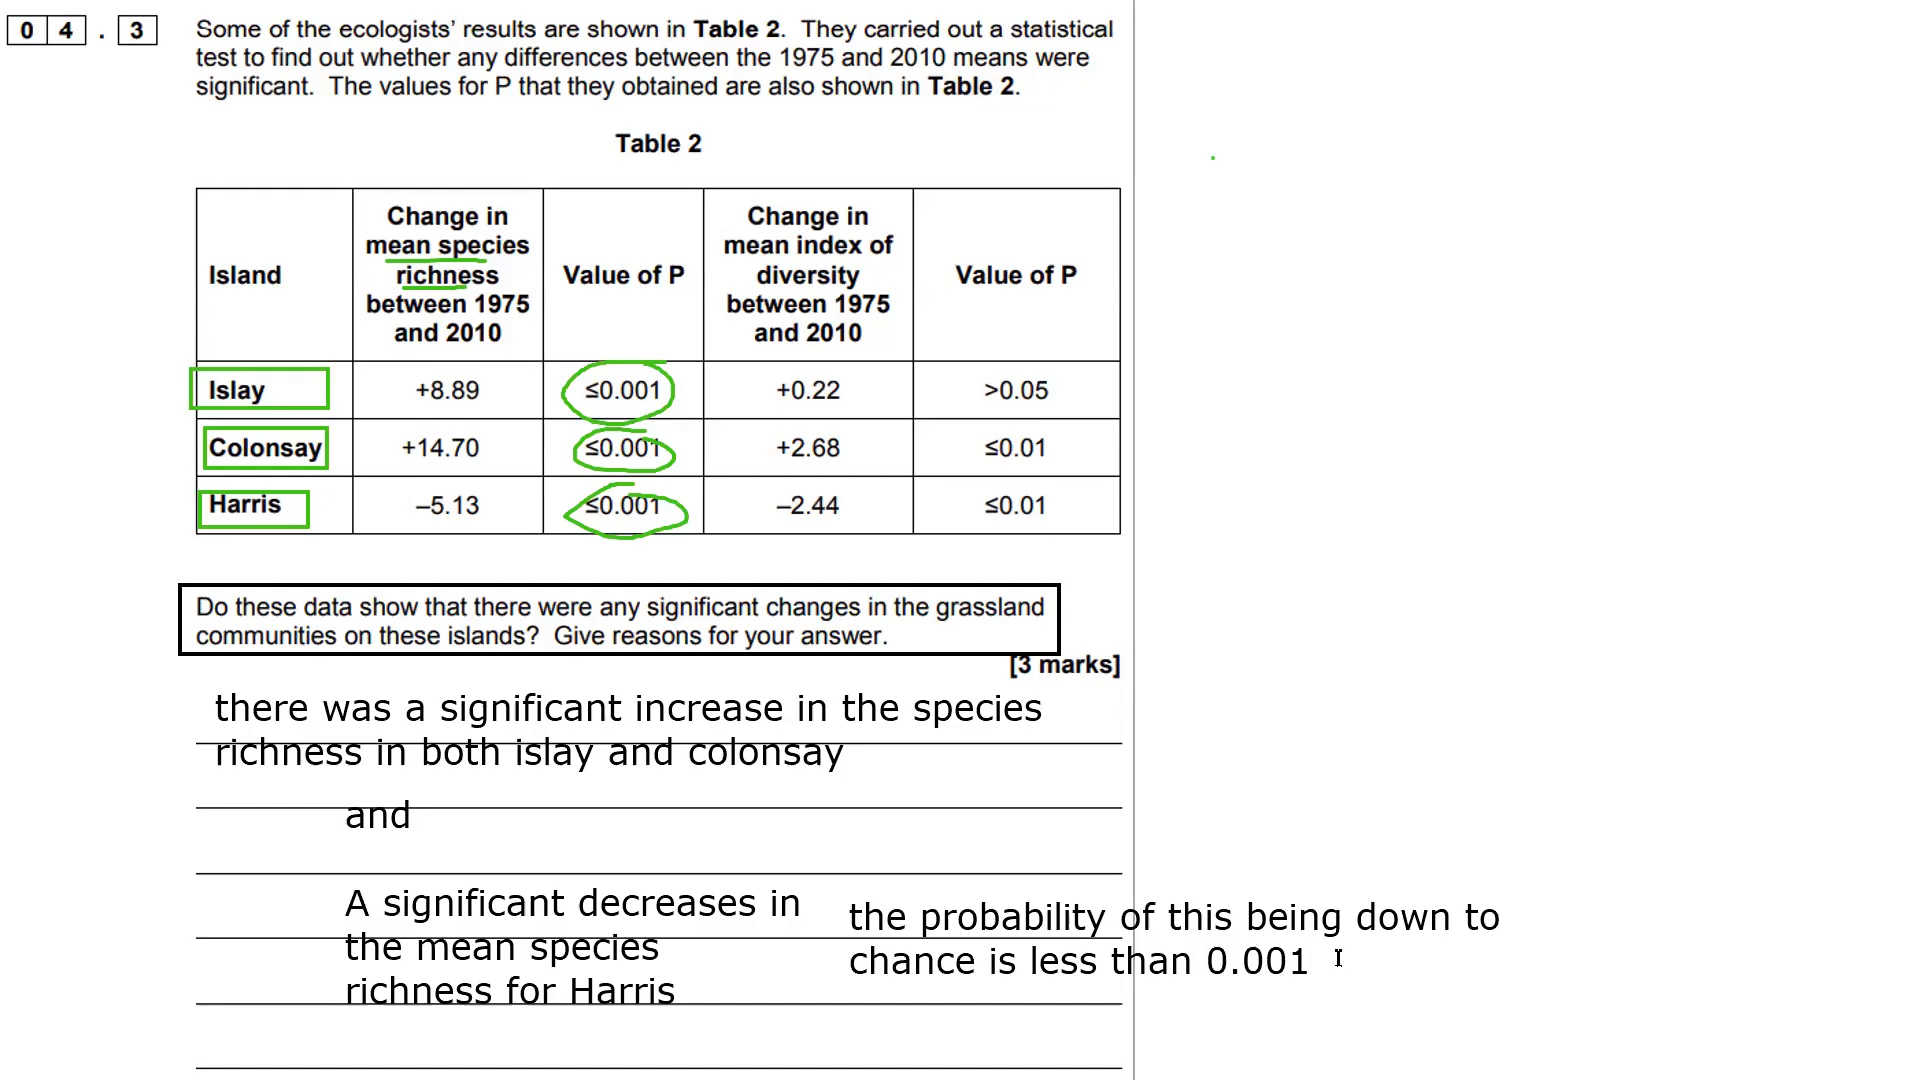 04.3
Some of the ecologists’ results are shown in Table 2. They carried out a statistical
test to find out whether any differences between the 1975 and 2010 means were
significant. The values for P that they obtained are also shown in Table 2.
Table 2
Island
Change in
mean species
richness
between 1975
and 2010
Value of P
Change in
mean index of
diversity
between 1975
and 2010
Value of P
Islay +8.89 ≤0.001 +0.22 >0.05
Colonsay +14.70 ≤0.001 +2.68 ≤0.01
Harris –5.13 ≤0.001 –2.44 ≤0.01
Do these data show that there were any significant changes in the grassland
communities on these islands? Give reasons for your answer.
[3 marks]
there was a significant increase in the species
richness in both islay and colonsay
and
A significant decreases in
the mean species
richness for Harris
the probability of this being down to
chance is less than 0.001